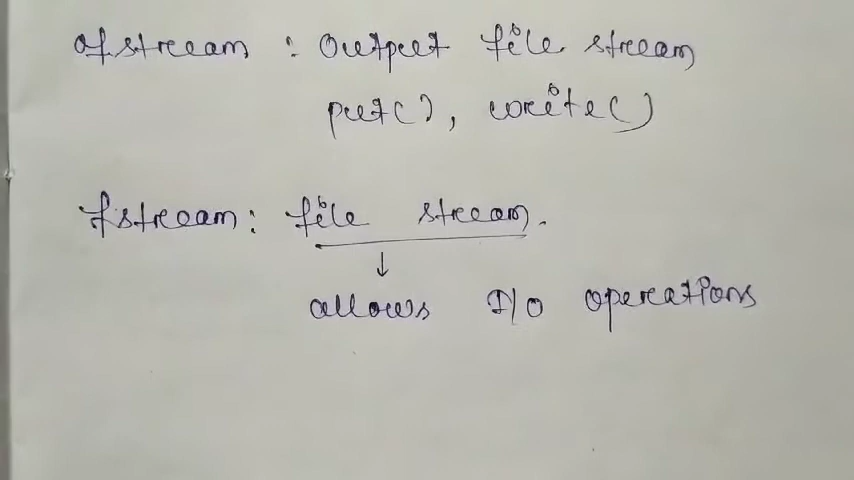 ofstream : Output file stream
put(), write()
fstream: file stream.
↓
allows I/O operations